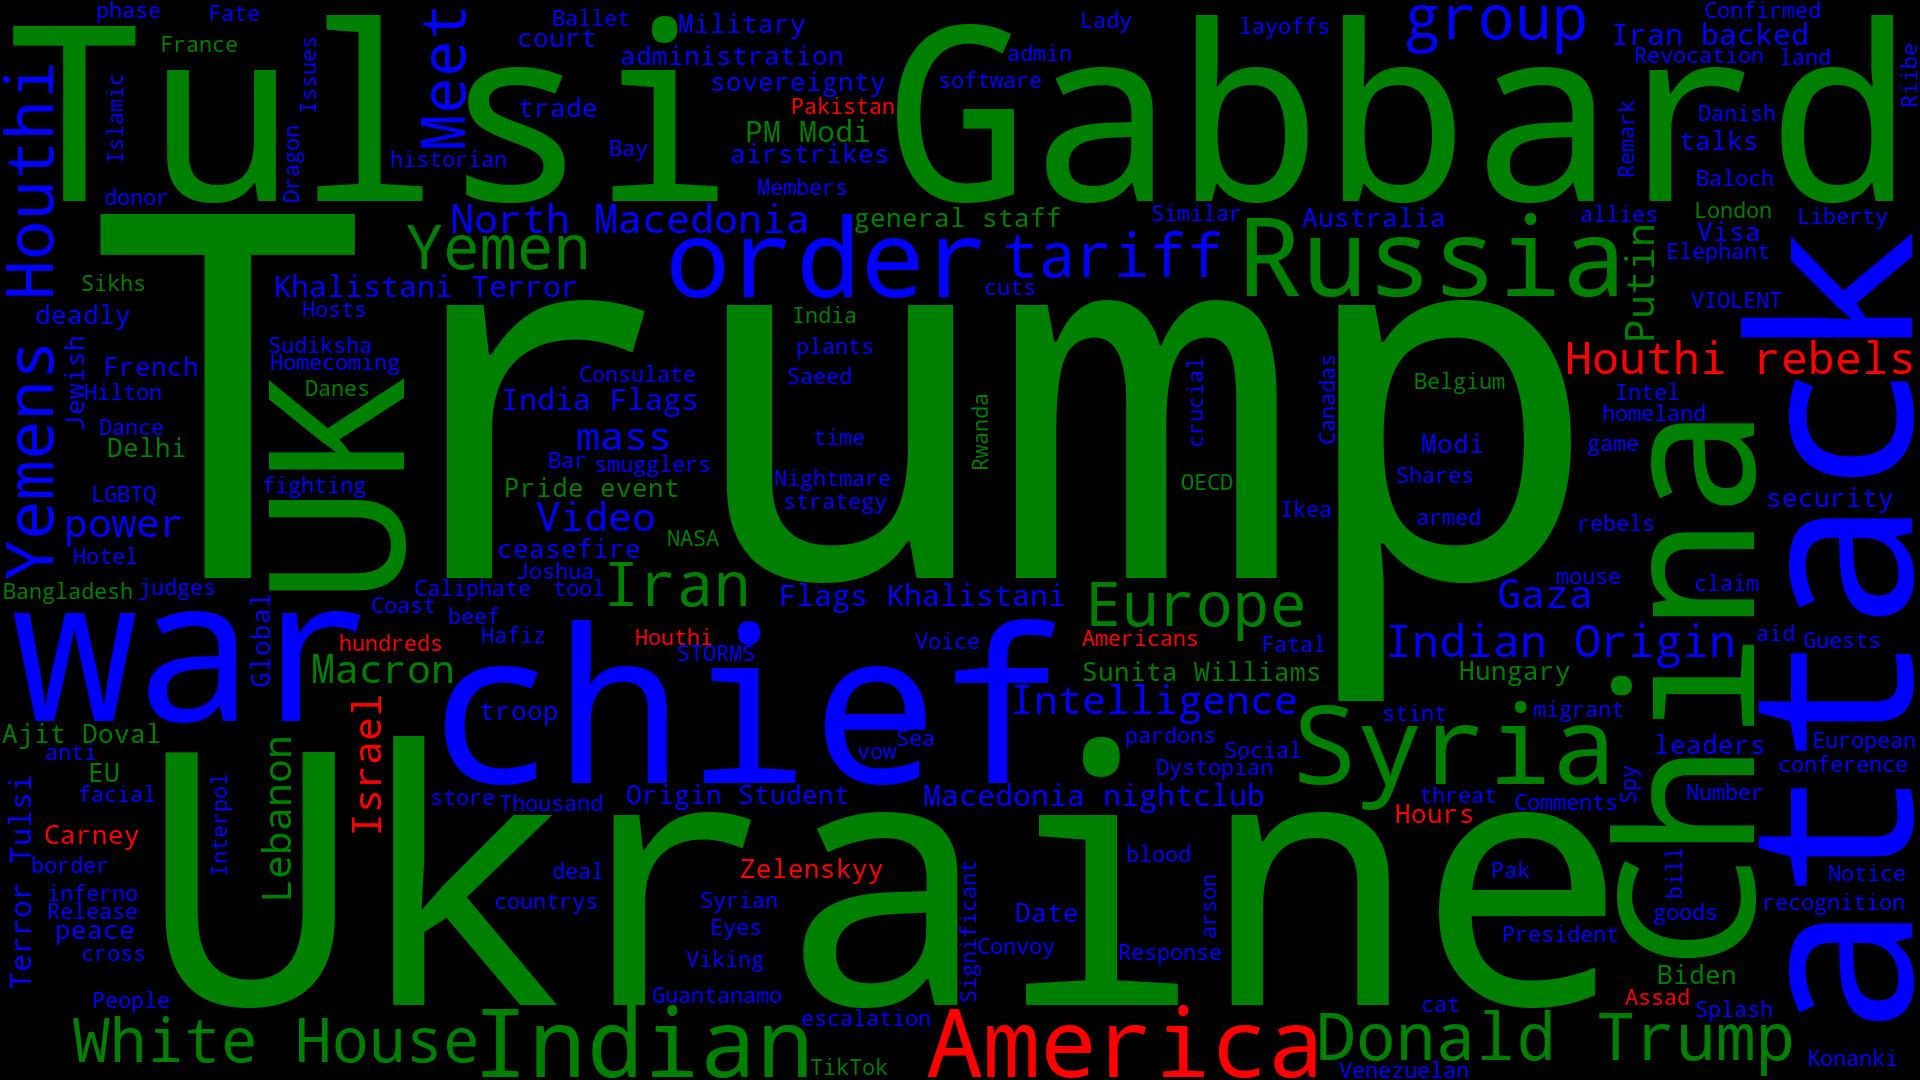 phase
Fate
Ballet
Military
Lady
layoffs
group
Confirmed
Iran backed
France
court
administration
admin
Revocation
land
Riibe
Tulsi
Gabbard
Meet
Issues
Islamic
Dragon
sovereignty
software
trade
Pakistan
PM Modi
Bay
airstrikes
historian
Members
donor
Remark
Danish
talks
Baloch
Yemens Houthi
North Macedonia
general staff
Similar
Australia
allies
London
Liberty
Visa
Elephant
Yemen
order
tariff
Russia
Putin
cuts
Sikhs
Khalistani Terror
VIOLENT
Trump
Hosts
India
deadly
Sudiksha
Homecoming
plants
Houthi rebels
attack
Jewish
French
Hilton
Danes
Consulate
Saeed
crucial
Canadas
Belgium
Intel
homeland
India Flags
Rwanda
Dance
Delhi
UK
mass
time
Modi
game
China
Bar
smugglers
Nightmare
Shares
OECD
LGBTQ
fighting
Pride event
strategy
security
power
Video
Ikea
armed
rebels
Hotel
NASA
ceasefire
Joshua
Bangladesh
judges
Caliphate
tool
Iran
Flags Khalistani
Europe
Gaza
mouse
claim
war
Global
Coast
beef
hundreds
Hafiz
chief
Houthi
STORMS
Voice
Americans
Fatal
Indian Origin
aid
Guests
Macron
Sunita Williams
Hungary
Israel
troop
Intelligence
Syria
stint
migrant
Ajit Doval
anti
vow
Sea
pardons
Social
leaders
European
Dystopian
conference
EU
facial
Terror Tulsi
Interpol
Lebanon
store
Thousand
Origin Student
Macedonia nightclub
threat
Hours
Comments
Spy
Number
Carney
border
Ukraine
deal
Zelenskyy
blood
Pak
bill
Notice
inferno
Release
countrys
Syrian
Significant
Date
arson
goods
recognition
peace
Eyes
President
cross
Viking
Convoy
Response
Biden
People
Guantanamo
cat
Assad
Splash
escalation
White House
Indian
America
Donald Trump
TikTok
Venezuelan
Konanki